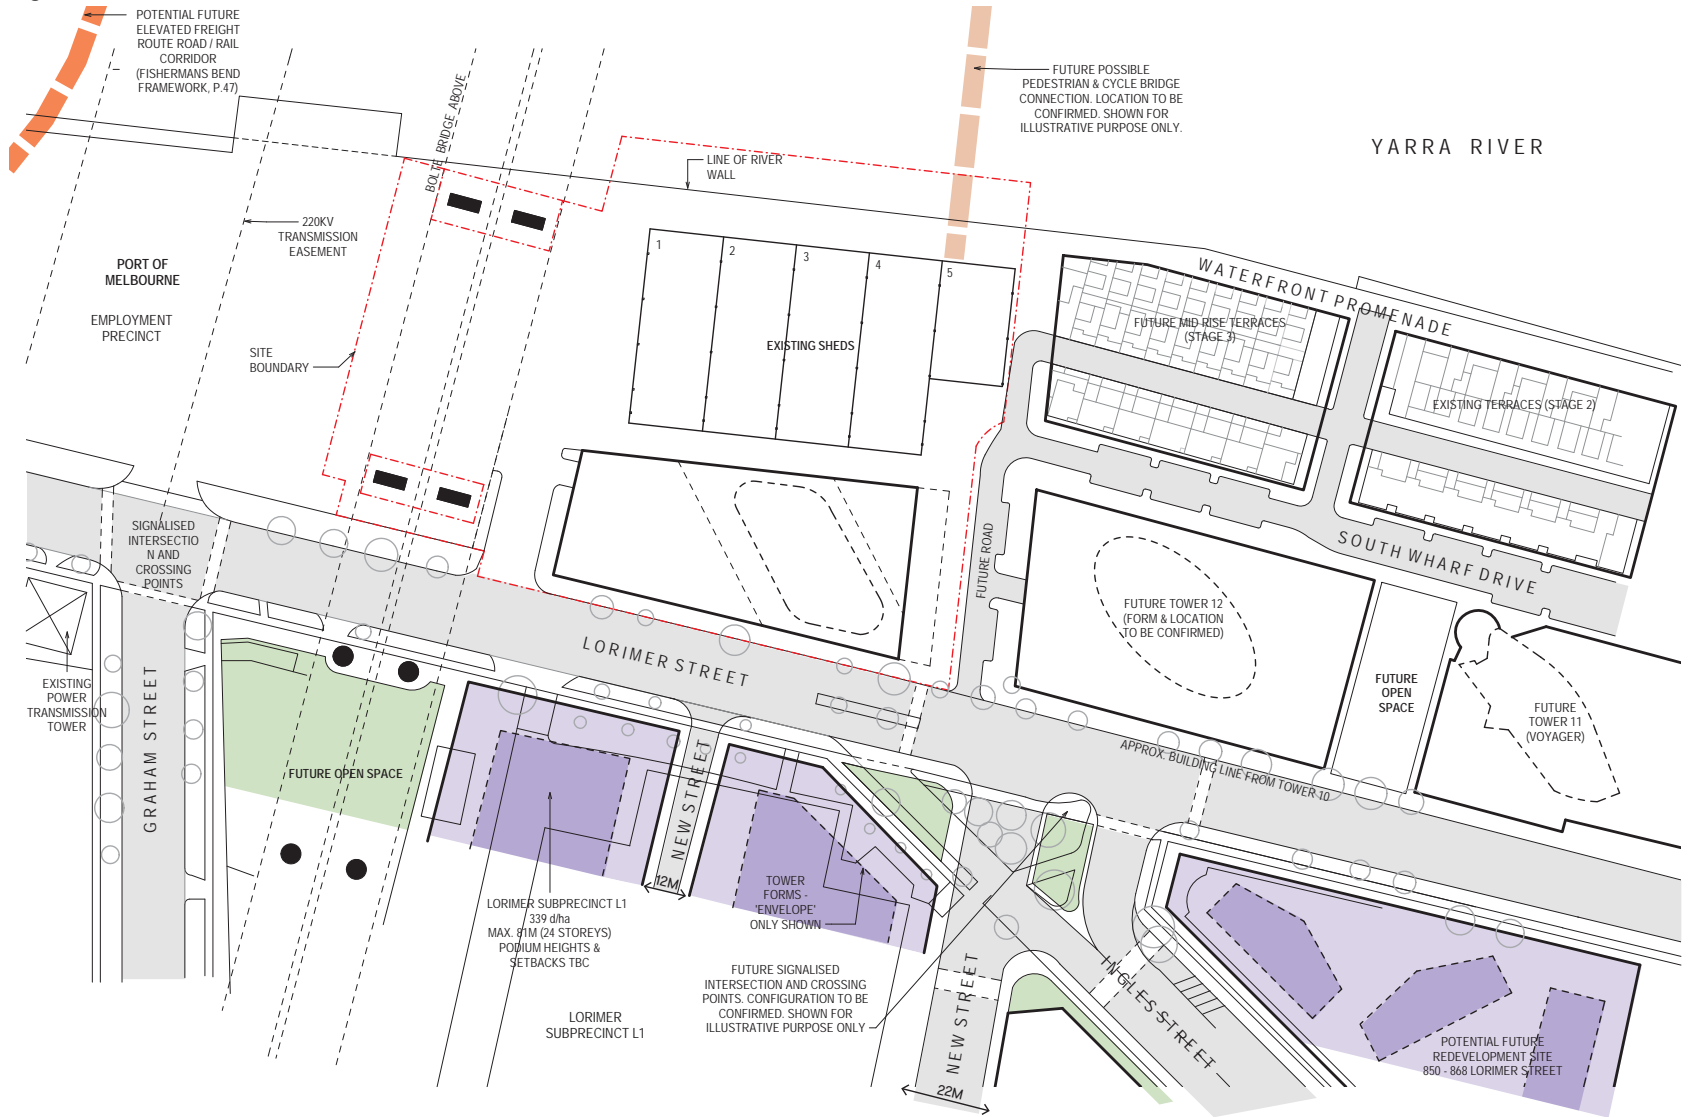 POTENTIAL FUTURE
ELEVATED FREIGHT
ROUTE ROAD / RAIL
CORRIDOR
(FISHERMANS BEND
FRAMEWORK, P.47)
BOLTE BRIDGE ABOVE
FUTURE POSSIBLE
PEDESTRIAN & CYCLE BRIDGE
CONNECTION. LOCATION TO BE
CONFIRMED. SHOWN FOR
ILLUSTRATIVE PURPOSE ONLY.
YARRA RIVER
LINE OF RIVER
WALL
220KV
TRANSMISSION
EASEMENT
PORT OF
MELBOURNE
EMPLOYMENT
PRECINCT
SITE
BOUNDARY
1
2
3
4
5
EXISTING SHEDS
WATERFRONT PROMENADE
FUTURE MID RISE TERRACES
(STAGE 3)
EXISTING TERRACES (STAGE 2)
SIGNALISED
INTERSECTIO
N AND
CROSSING
POINTS
FUTURE ROAD
SOUTH WHARF DRIVE
FUTURE TOWER 12
(FORM & LOCATION
TO BE CONFIRMED)
FUTURE
OPEN
SPACE
FUTURE
TOWER 11
(VOYAGER)
EXISTING
POWER
TRANSMISSION
TOWER
GRAHAM STREET
LORIMER STREET
FUTURE OPEN SPACE
NEW STREET
12M
APPROX. BUILDING LINE FROM TOWER 10
TOWER
FORMS -
'ENVELOPE'
ONLY SHOWN
LORIMER SUBPRECINCT L1
339 d/ha
MAX. 81M (24 STOREYS)
PODIUM HEIGHTS &
SETBACKS TBC
LORIMER
SUBPRECINCT L1
FUTURE SIGNALISED
INTERSECTION AND CROSSING
POINTS. CONFIGURATION TO BE
CONFIRMED. SHOWN FOR
ILLUSTRATIVE PURPOSE ONLY
NEW STREET
22M
INGLES STREET
POTENTIAL FUTURE
REDEVELOPMENT SITE
850 - 868 LORIMER STREET